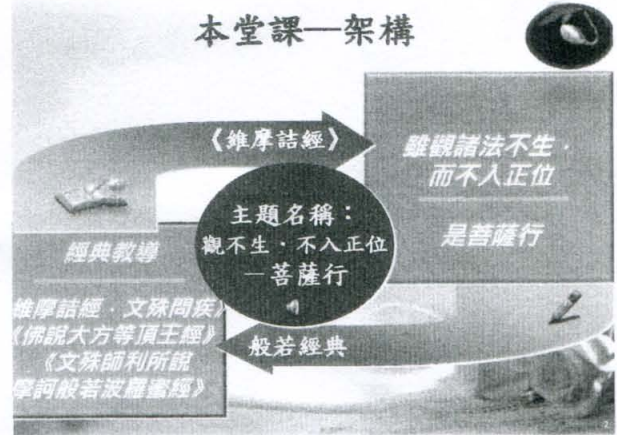 本堂課—架構
《維摩詰經》
雖觀諸法不生，
而不入正位
是菩薩行
主題名稱：
觀不生．不入正位
—菩薩行
經典教導
維摩詰經．文殊問疾》
《佛說大方等頂王經》
《文殊師利所說
摩訶般若波羅蜜經》
般若經典
2